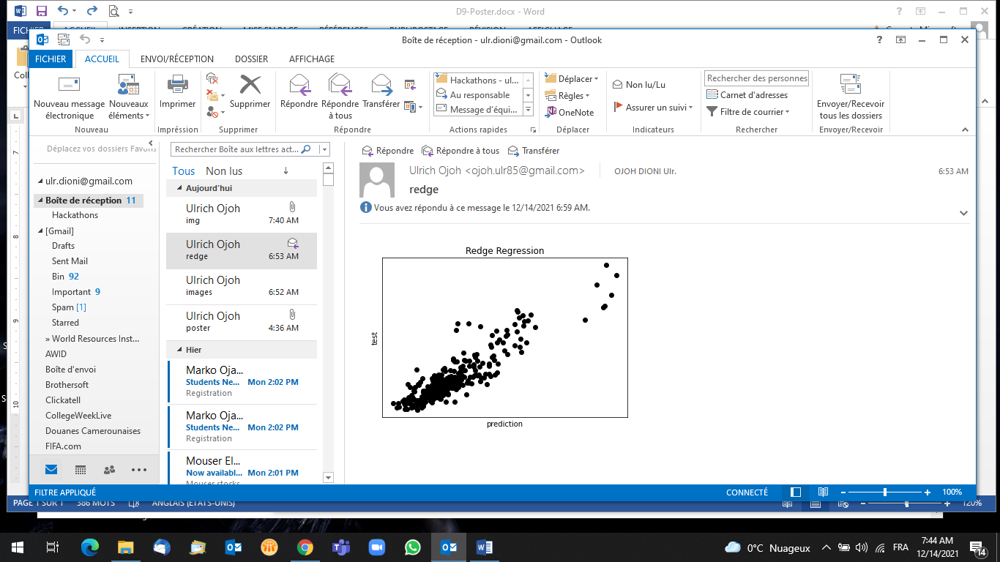 D9-Poster.docx - Word
FICHIER
Boîte de réception - ulr.dioni@gmail.com - Outlook
FICHIER ACCUEIL ENVOI/RÉCEPTION DOSSIER AFFICHAGE
Nouveau message électronique
Nouveaux éléments
Nouveau
Imprimer
Impression
Supprimer
Supprimer
Répondre
Répondre à tous
Transférer
Répondre
Hackathons - ulr...
Au responsable
Message d'équi...
Actions rapides
Déplacer
Règles
OneNote
Déplacer
Non lu/Lu
Assurer un suivi
Indicateurs
Rechercher des personnes
Carnet d'adresses
Filtre de courrier
Rechercher
Envoyer/Recevoir tous les dossiers
Envoyer/Recevoir
Déplacez vos dossiers Favoris
ulr.dioni@gmail.com
Boîte de réception 11
Hackathons
[Gmail]
Drafts
Sent Mail
Bin 92
Important 9
Spam [1]
Starred
» World Resources Inst...
AWID
Boîte d'envoi
Brothersoft
Clickatell
CollegeWeekLive
Douanes Camerounaises
FIFA.com
Rechercher Boîte aux lettres act...
Tous Non lus
Aujourd'hui
Ulrich Ojoh
img 7:40 AM
Ulrich Ojoh
redge 6:53 AM
Ulrich Ojoh
images 6:52 AM
Ulrich Ojoh
poster 4:36 AM
Hier
Marko Oja...
Students Ne... Mon 2:02 PM
Registration
Marko Oja...
Students Ne... Mon 2:02 PM
Registration
Mouser El...
Now availabl... Mon 2:01 PM
Mouser stocks
Répondre Répondre à tous Transférer
Ulrich Ojoh <ojoh.ulr85@gmail.com> OJOH DIONI Ulr. 6:53 AM
redge
Vous avez répondu à ce message le 12/14/2021 6:59 AM.
Redge Regression
test
prediction
FILTRE APPLIQUÉ CONNECTÉ 100%
PAGE 1 SUR 1 386 MOTS ANGLAIS (ÉTATS-UNIS) 120%
0°C Nuageux FRA 7:44 AM
12/14/2021
14